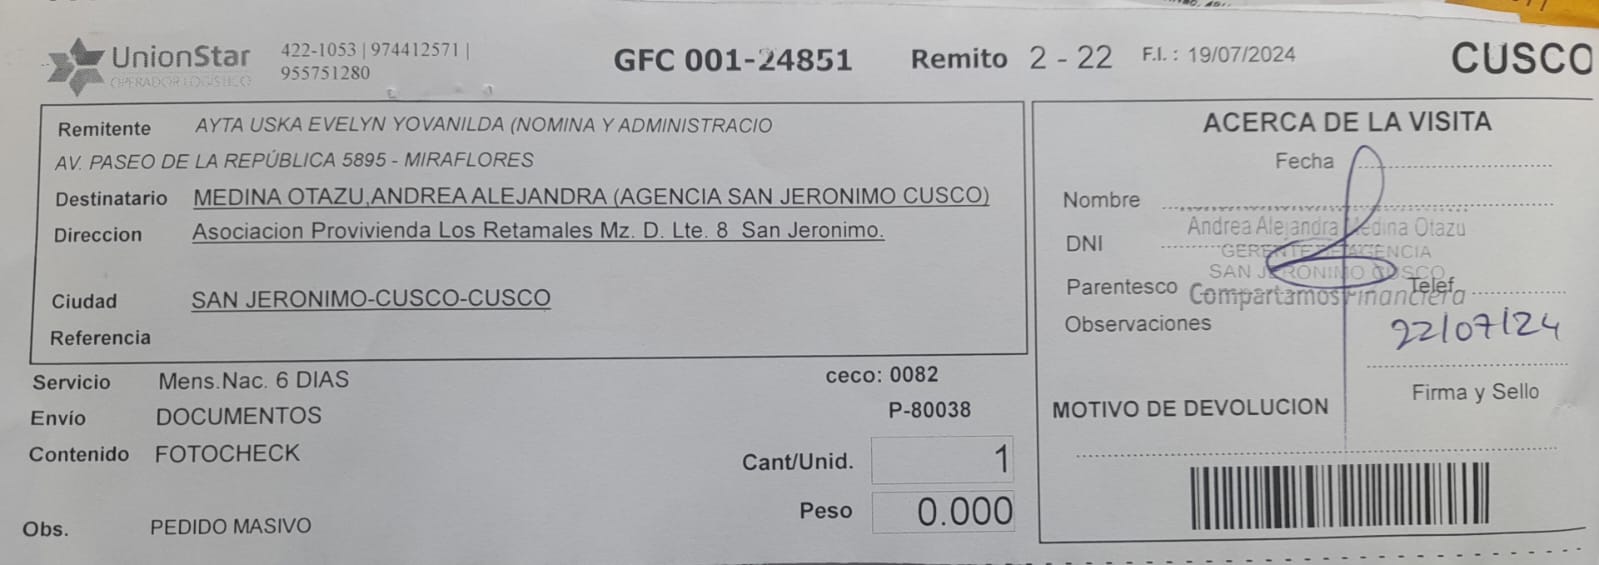 UnionStar
OPERADOR LOGÍSTICO
422-1053 | 974412571 |
955751280
GFC 001-24851
Remito 2 - 22
F.I. : 19/07/2024
CUSCO
Remitente AYTA USKA EVELYN YOVANILDA (NOMINA Y ADMINISTRACIO
AV. PASEO DE LA REPÚBLICA 5895 - MIRAFLORES
Destinatario MEDINA OTAZU,ANDREA ALEJANDRA (AGENCIA SAN JERONIMO CUSCO)
Direccion Asociacion Provivienda Los Retamales Mz. D. Lte. 8 San Jeronimo.
Ciudad SAN JERONIMO-CUSCO-CUSCO
Referencia
Servicio Mens.Nac. 6 DIAS
ceco: 0082
Envío DOCUMENTOS
P-80038
Contenido FOTOCHECK
Cant/Unid. 1
Peso 0.000
Obs. PEDIDO MASIVO
ACERCA DE LA VISITA
Fecha
Nombre
Andrea Alejandra Medina Otazu
DNI
GERENTE DE AGENCIA
SAN JERONIMO CUSCO
Parentesco
Telef
Compartamos Financiera
Observaciones
22/07/24
Firma y Sello
MOTIVO DE DEVOLUCION